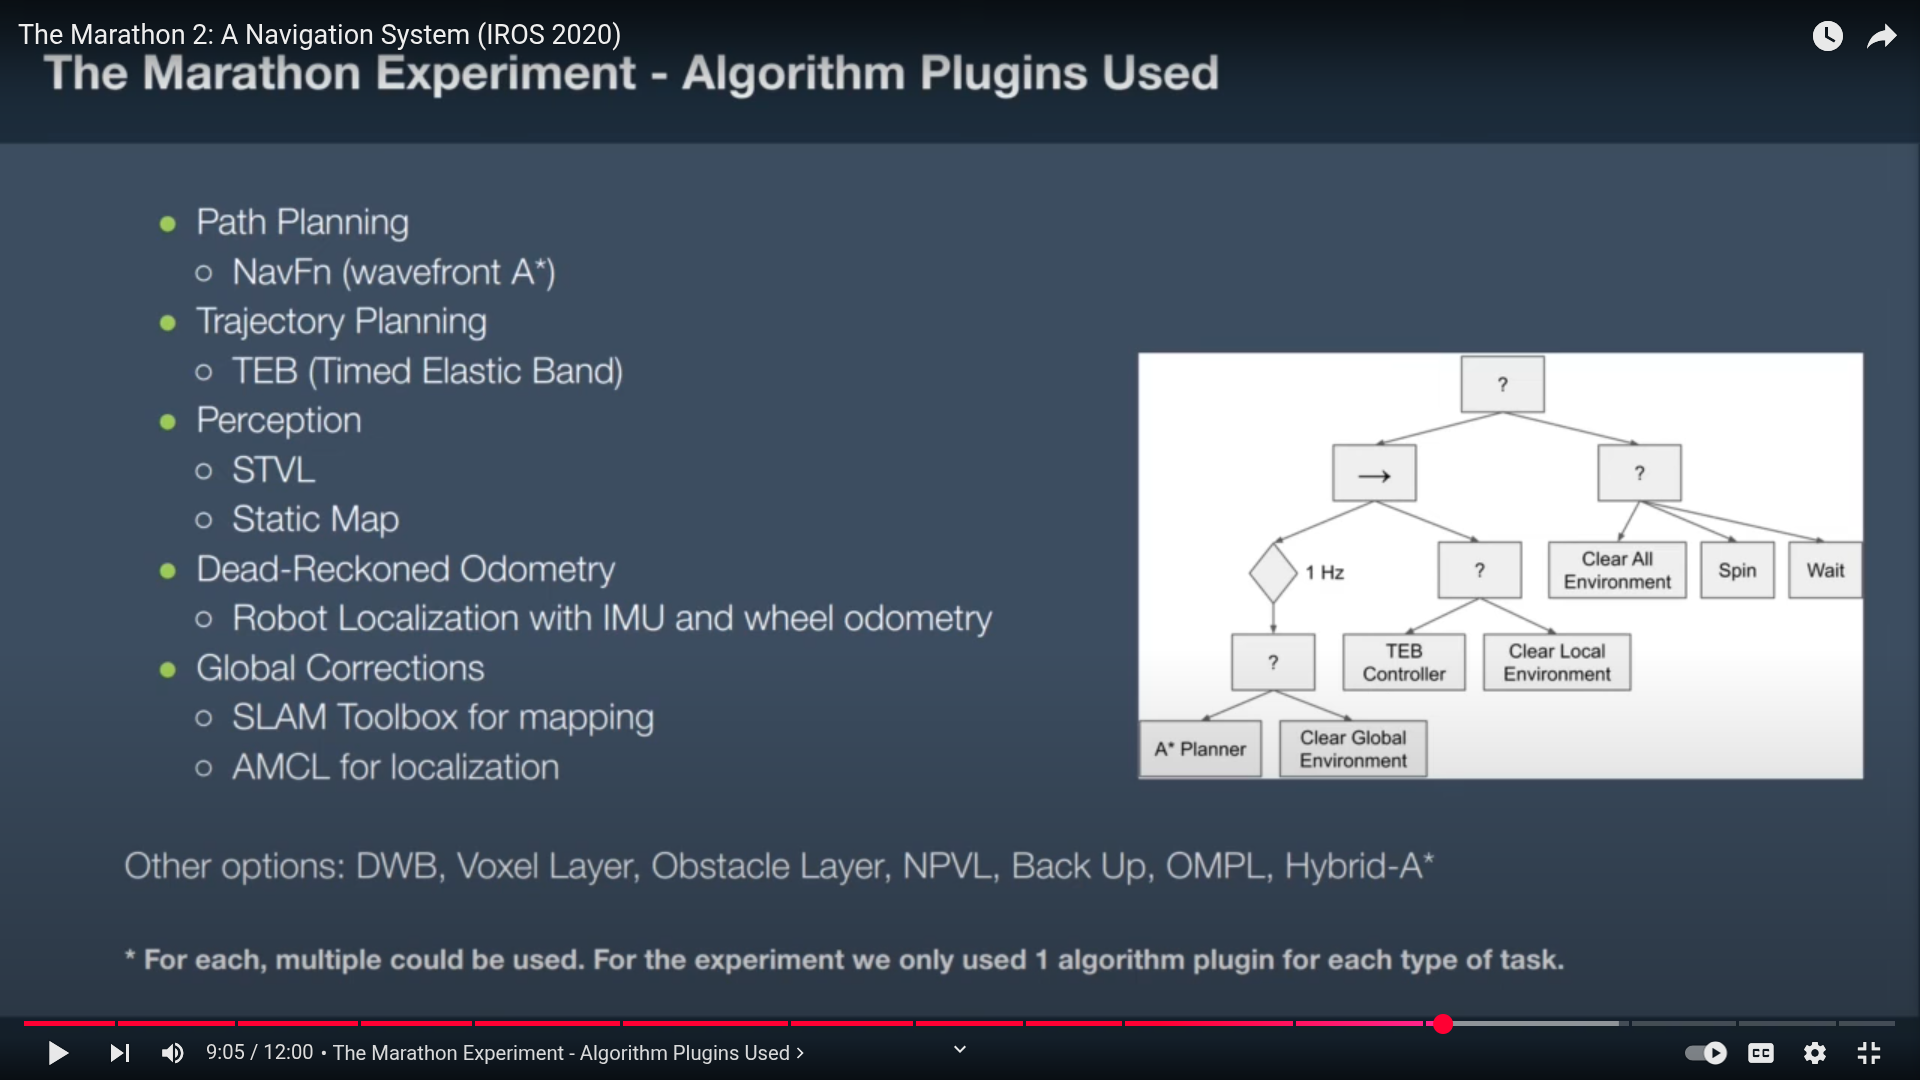 The Marathon 2: A Navigation System (IROS 2020)
The Marathon Experiment - Algorithm Plugins Used
Path Planning
NavFn (wavefront A*)
Trajectory Planning
TEB (Timed Elastic Band)
Perception
STVL
Static Map
Dead-Reckoned Odometry
Robot Localization with IMU and wheel odometry
Global Corrections
SLAM Toolbox for mapping
AMCL for localization
?
→
?
1 Hz
?
Clear All
Environment
Spin
Wait
?
TEB
Controller
Clear Local
Environment
A* Planner
Clear Global
Environment
Other options: DWB, Voxel Layer, Obstacle Layer, NPVL, Back Up, OMPL, Hybrid-A*
* For each, multiple could be used. For the experiment we only used 1 algorithm plugin for each type of task.
9:05 / 12:00 • The Marathon Experiment - Algorithm Plugins Used >
CC